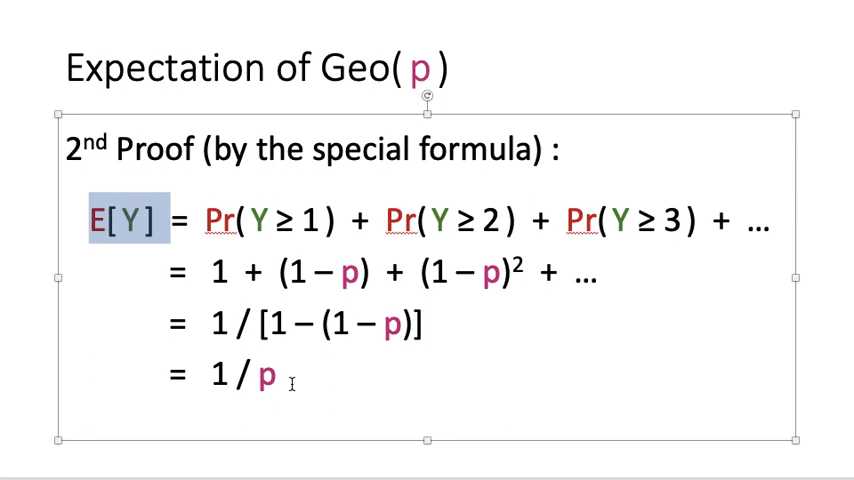 Expectation of Geo( p )
2nd Proof (by the special formula) :
E[ Y ] = Pr( Y ≥ 1 ) + Pr( Y ≥ 2 ) + Pr( Y ≥ 3 ) + ...
= 1 + (1 – p) + (1 – p)² + ...
= 1 / [1 – (1 – p)]
= 1 / p